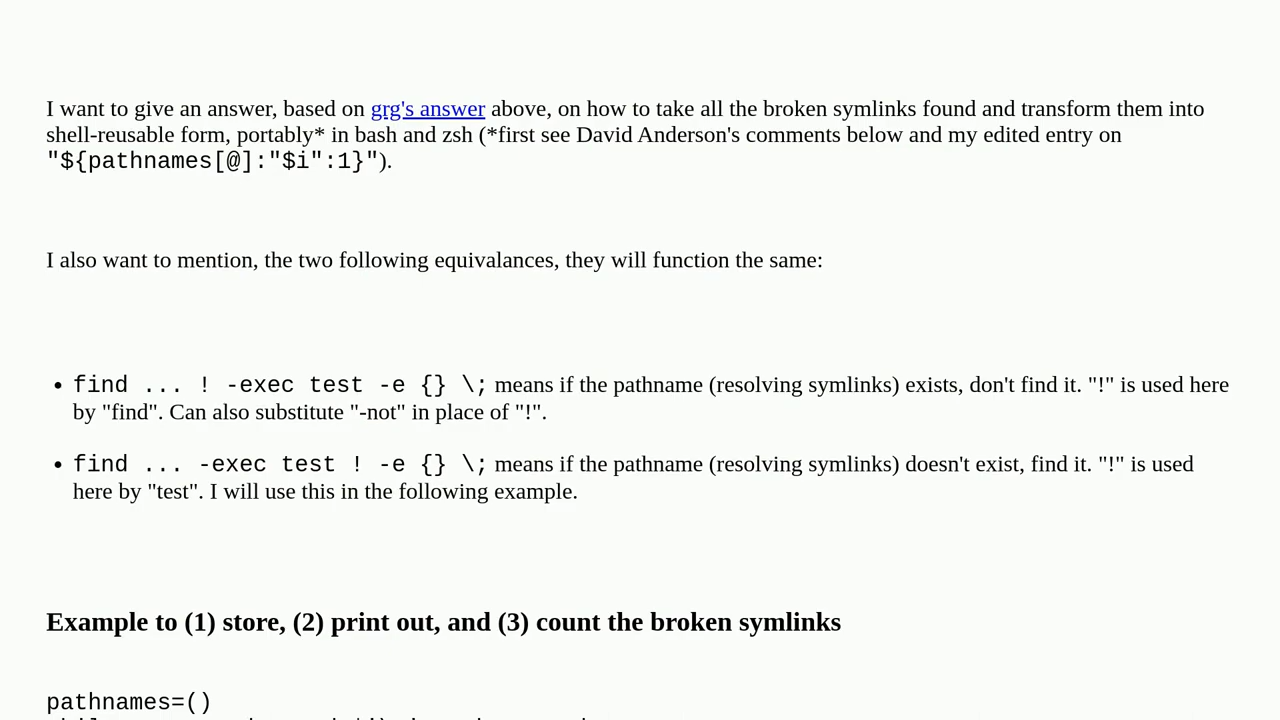 I want to give an answer, based on grg's answer above, on how to take all the broken symlinks found and transform them into
shell-reusable form, portably* in bash and zsh (*first see David Anderson's comments below and my edited entry on
"${pathnames[@]:"$i":1}").
I also want to mention, the two following equivalances, they will function the same:
• find ... ! -exec test -e {} \; means if the pathname (resolving symlinks) exists, don't find it. "!" is used here
by "find". Can also substitute "-not" in place of "!".
• find ... -exec test ! -e {} \; means if the pathname (resolving symlinks) doesn't exist, find it. "!" is used
here by "test". I will use this in the following example.
Example to (1) store, (2) print out, and (3) count the broken symlinks
pathnames=()